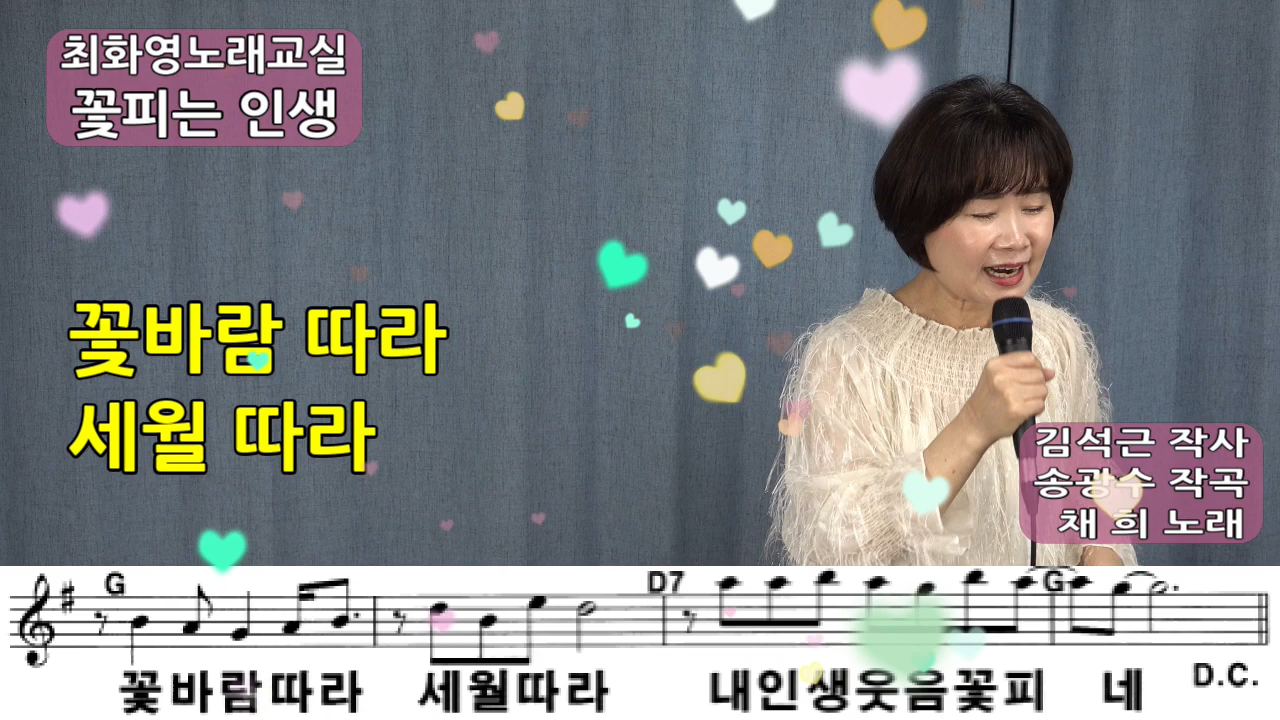 최화영노래교실
꽃피는 인생
꽃바람 따라
세월 따라
김석근 작사
송광수 작곡
채 희 노래
G D7 G
꽃바람따라 세월따라 내인생웃음꽃피 네
D.C.